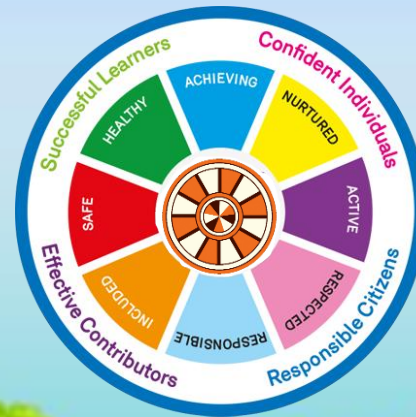 Successful Learners
Confident Individuals
Responsible Citizens
Effective Contributors
ACHIEVING
NURTURED
ACTIVE
RESPECTED
RESPONSIBLE
INCLUDED
SAFE
HEALTHY